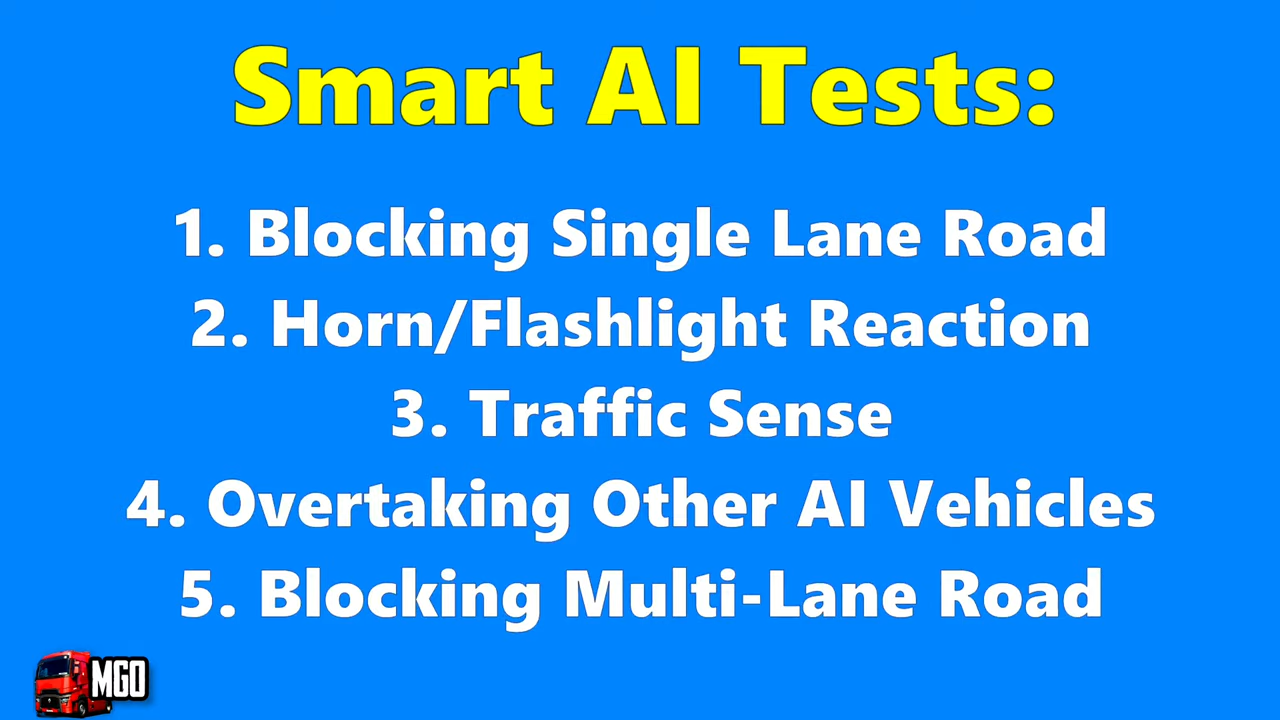 Smart AI Tests:
1. Blocking Single Lane Road
2. Horn/Flashlight Reaction
3. Traffic Sense
4. Overtaking Other AI Vehicles
5. Blocking Multi-Lane Road
MGO